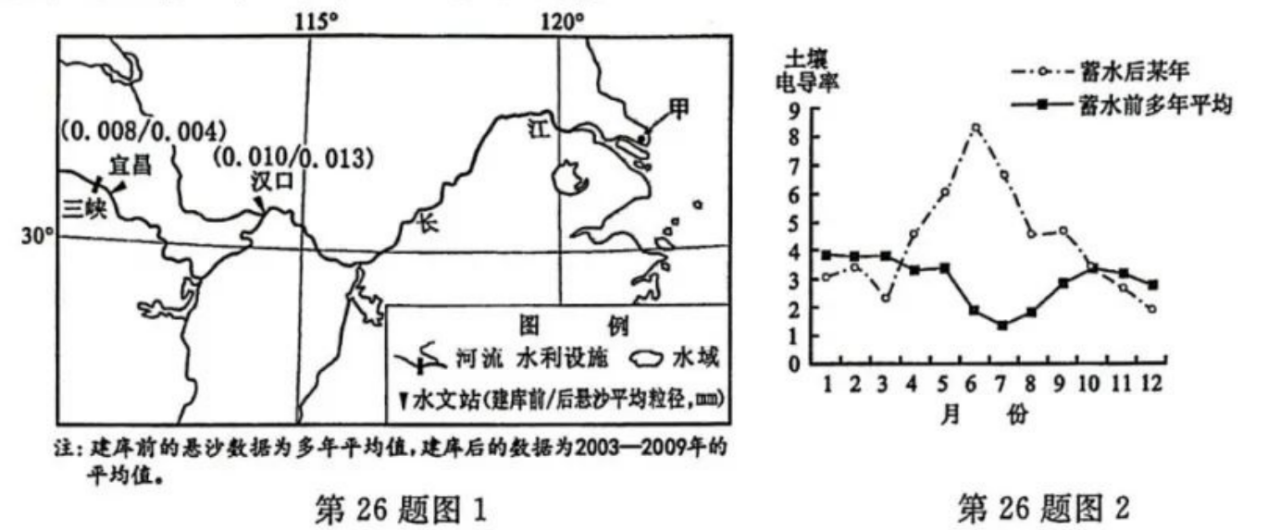 115°
120°
(0.008/0.004)
(0.010/0.013)
宜昌
汉口
三峡
30°
江
长
甲
图 例
河流 水利设施 水域
水文站(建库前/后悬沙平均粒径,mm)
注: 建库前的悬沙数据为多年平均值,建库后的数据为2003—2009年的
平均值。
第 26 题图 1
土壤
电导率
蓄水后某年
蓄水前多年平均
9
8
7
6
5
4
3
2
1
0
1 2 3 4 5 6 7 8 9 10 11 12
月 份
第 26 题图 2